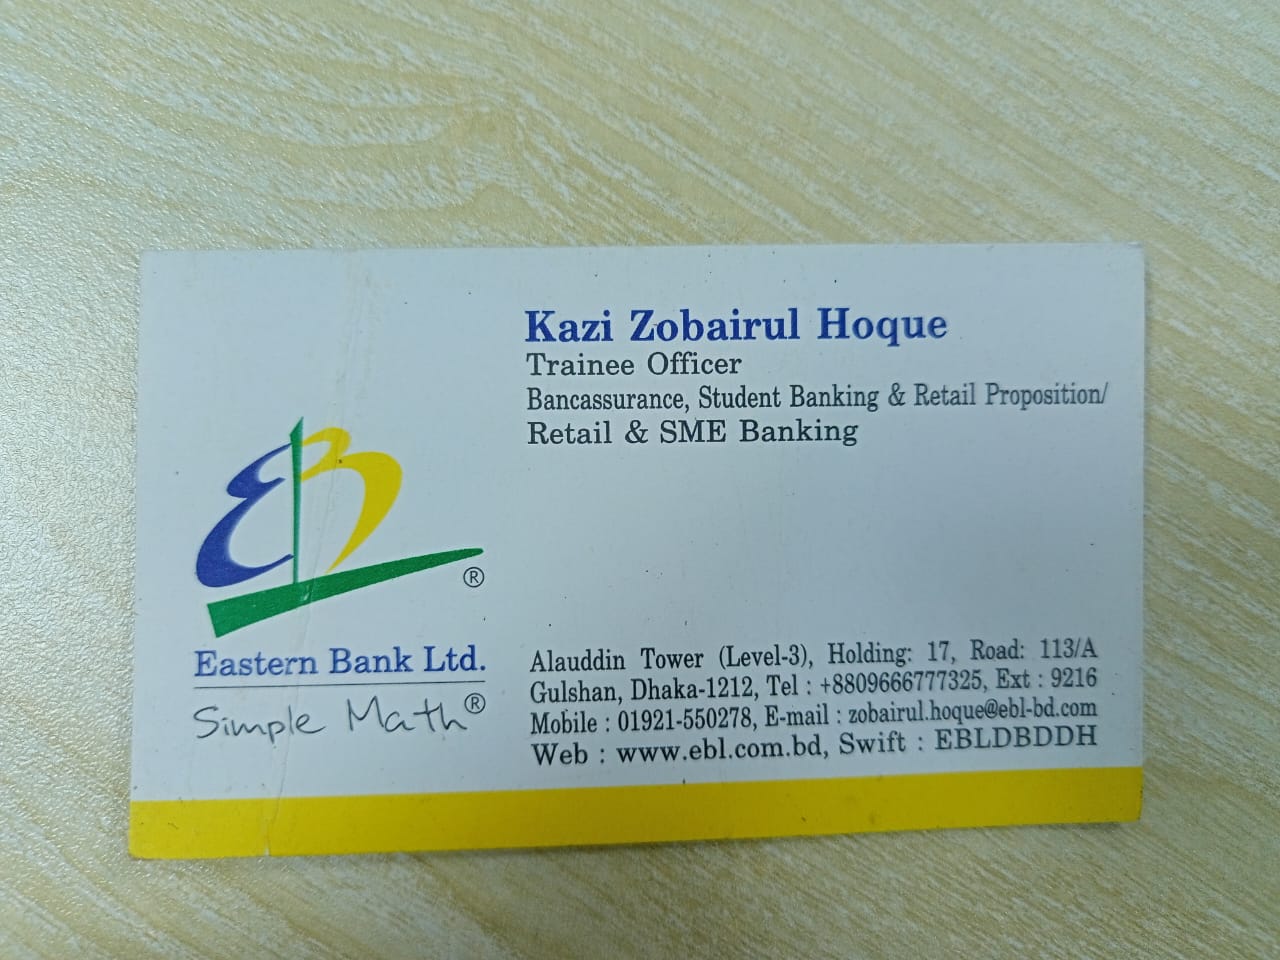 Kazi Zobairul Hoque
Trainee Officer
Bancassurance, Student Banking & Retail Proposition/
Retail & SME Banking
EB
®
Eastern Bank Ltd.
Simple Math®
Alauddin Tower (Level-3), Holding: 17, Road: 113/A
Gulshan, Dhaka-1212, Tel : +8809666777325, Ext : 9216
Mobile : 01921-550278, E-mail : zobairul.hoque@ebl-bd.com
Web : www.ebl.com.bd, Swift : EBLDBDDH